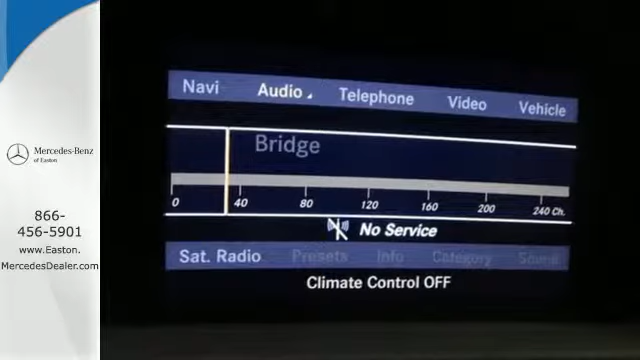 Mercedes-Benz
of Easton
866-
456-5901
www.Easton.
MercedesDealer.com
Navi Audio Telephone Video Vehicle
Bridge
0 40 80 120 160 200 240 Ch.
No Service
Sat. Radio Presets Info Category Sound
Climate Control OFF